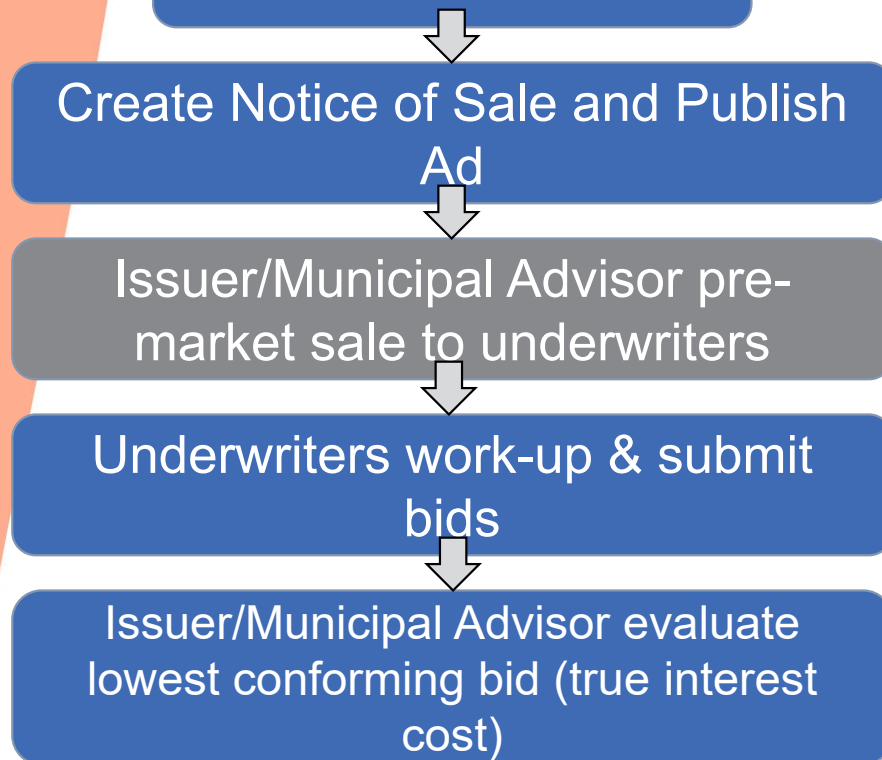 Create Notice of Sale and Publish
Ad
Issuer/Municipal Advisor pre-
market sale to underwriters
Underwriters work-up & submit
bids
Issuer/Municipal Advisor evaluate
lowest conforming bid (true interest
cost)